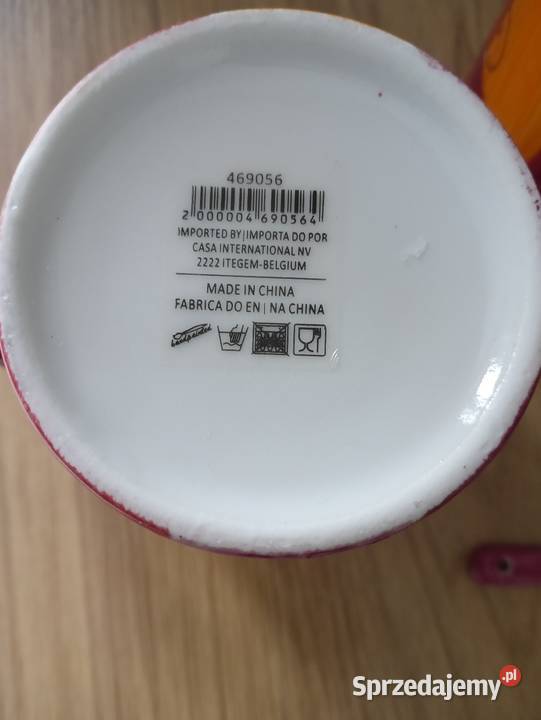 469056
2 000004 690564
IMPORTED BY|IMPORTA DO POR
CASA INTERNATIONAL NV
2222 ITEGEM-BELGIUM
MADE IN CHINA
FABRICA DO EN | NA CHINA
handpainted
Sprzedajemy.pl